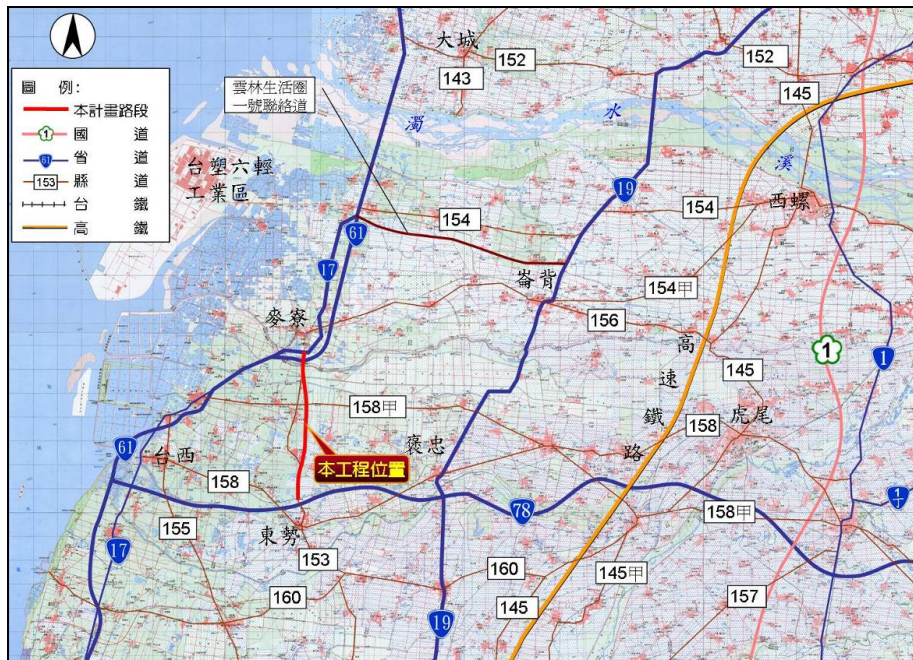 大城
152
152
143
145
圖 例:
本計畫路段
1 國 道
61 省 道
153 縣 道
台 鐵
高 鐵
雲林生活圈
一號聯絡道
濁 水 溪
台塑六輕
工業區
19
154
154
西螺
61
17
崙背
154甲
麥寮
156
高速鐵路
1
145
1
158甲
158
虎尾
褒忠
61
台西
本工程位置
158
78
158甲
1丁
17
155
東勢
153
160
145甲
160
145
157
19